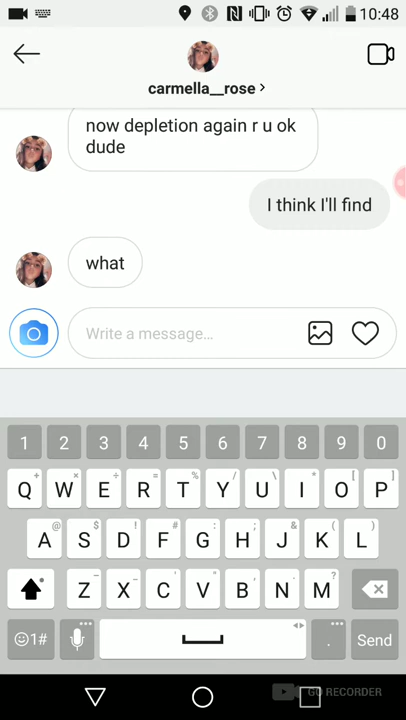 10:48
carmella__rose >
now depletion again r u ok
dude
I think I'll find
what
Write a message...
1 2 3 4 5 6 7 8 9 0
+ × ÷ = % / \ * [ ]
Q W E R T Y U I O P
@ $ ! # : ; & ( )
A S D F G H J K L
_ - ' " , ?
Z X C V B N M
☺1# . Send
GO RECORDER